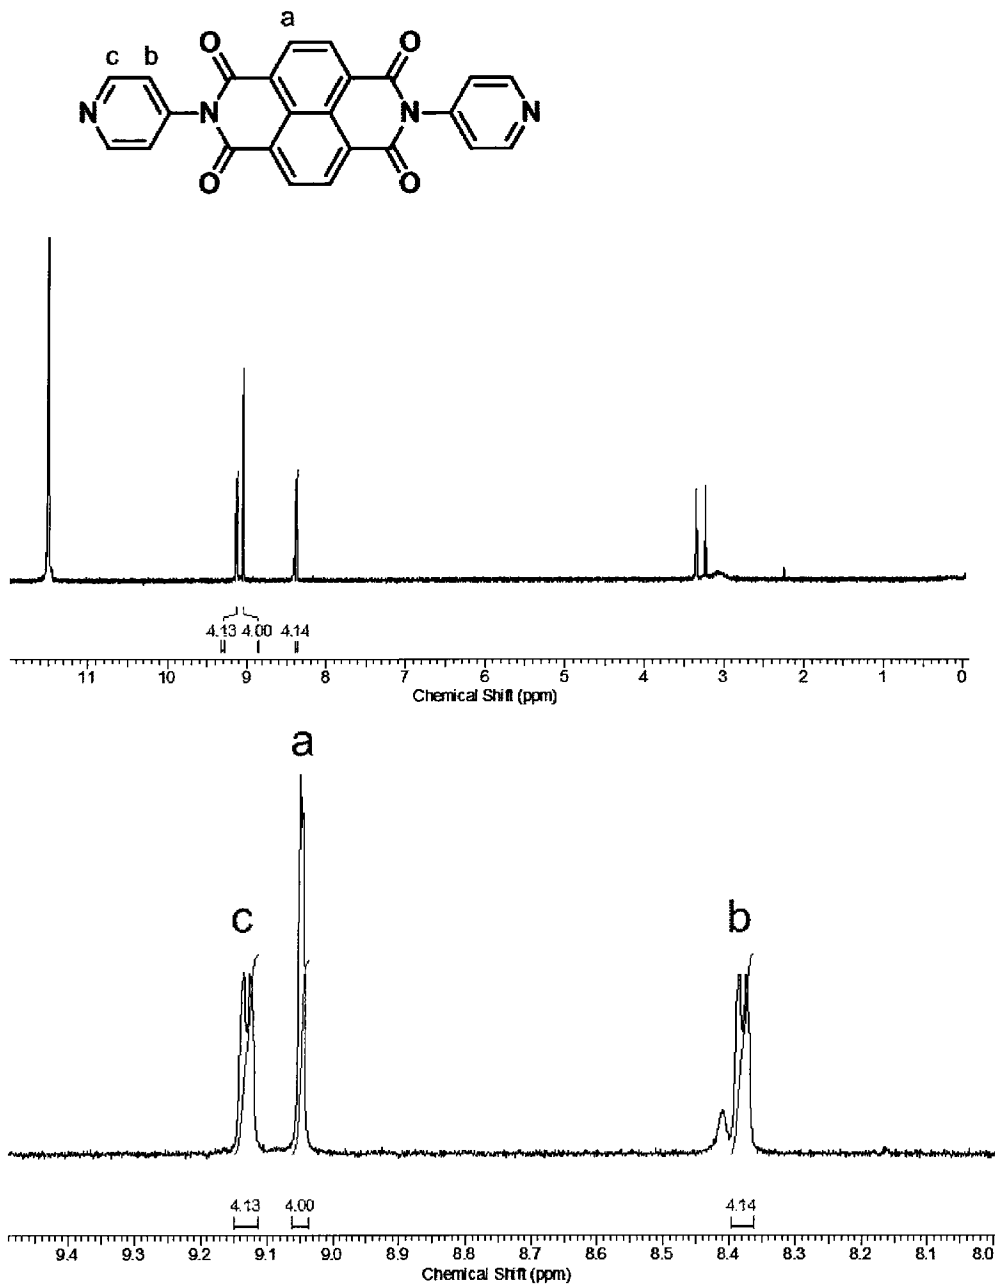 a
c b O O
N N N N
O O
4.13 4.00 4.14
11 10 9 8 7 6 5 4 3 2 1 0
Chemical Shift (ppm)
a
c
b
4.13 4.00 4.14
9.4 9.3 9.2 9.1 9.0 8.9 8.8 8.7 8.6 8.5 8.4 8.3 8.2 8.1 8.0
Chemical Shift (ppm)